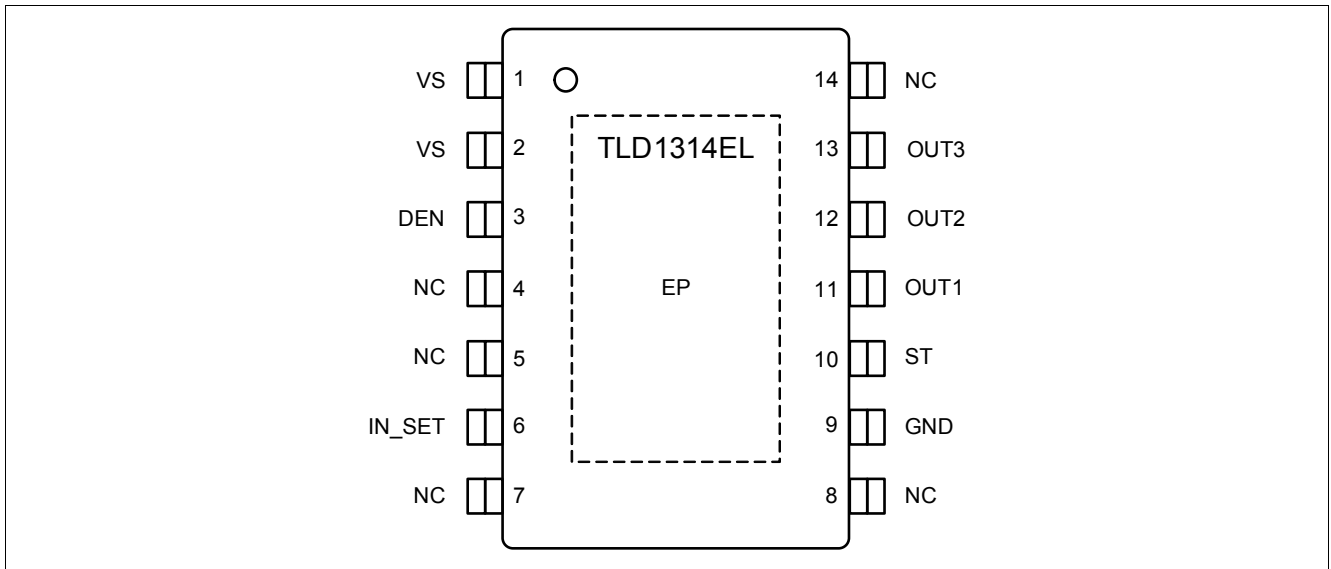 VS 1 14 NC
VS 2 TLD1314EL 13 OUT3
DEN 3 12 OUT2
NC 4 EP 11 OUT1
NC 5 10 ST
IN_SET 6 9 GND
NC 7 8 NC